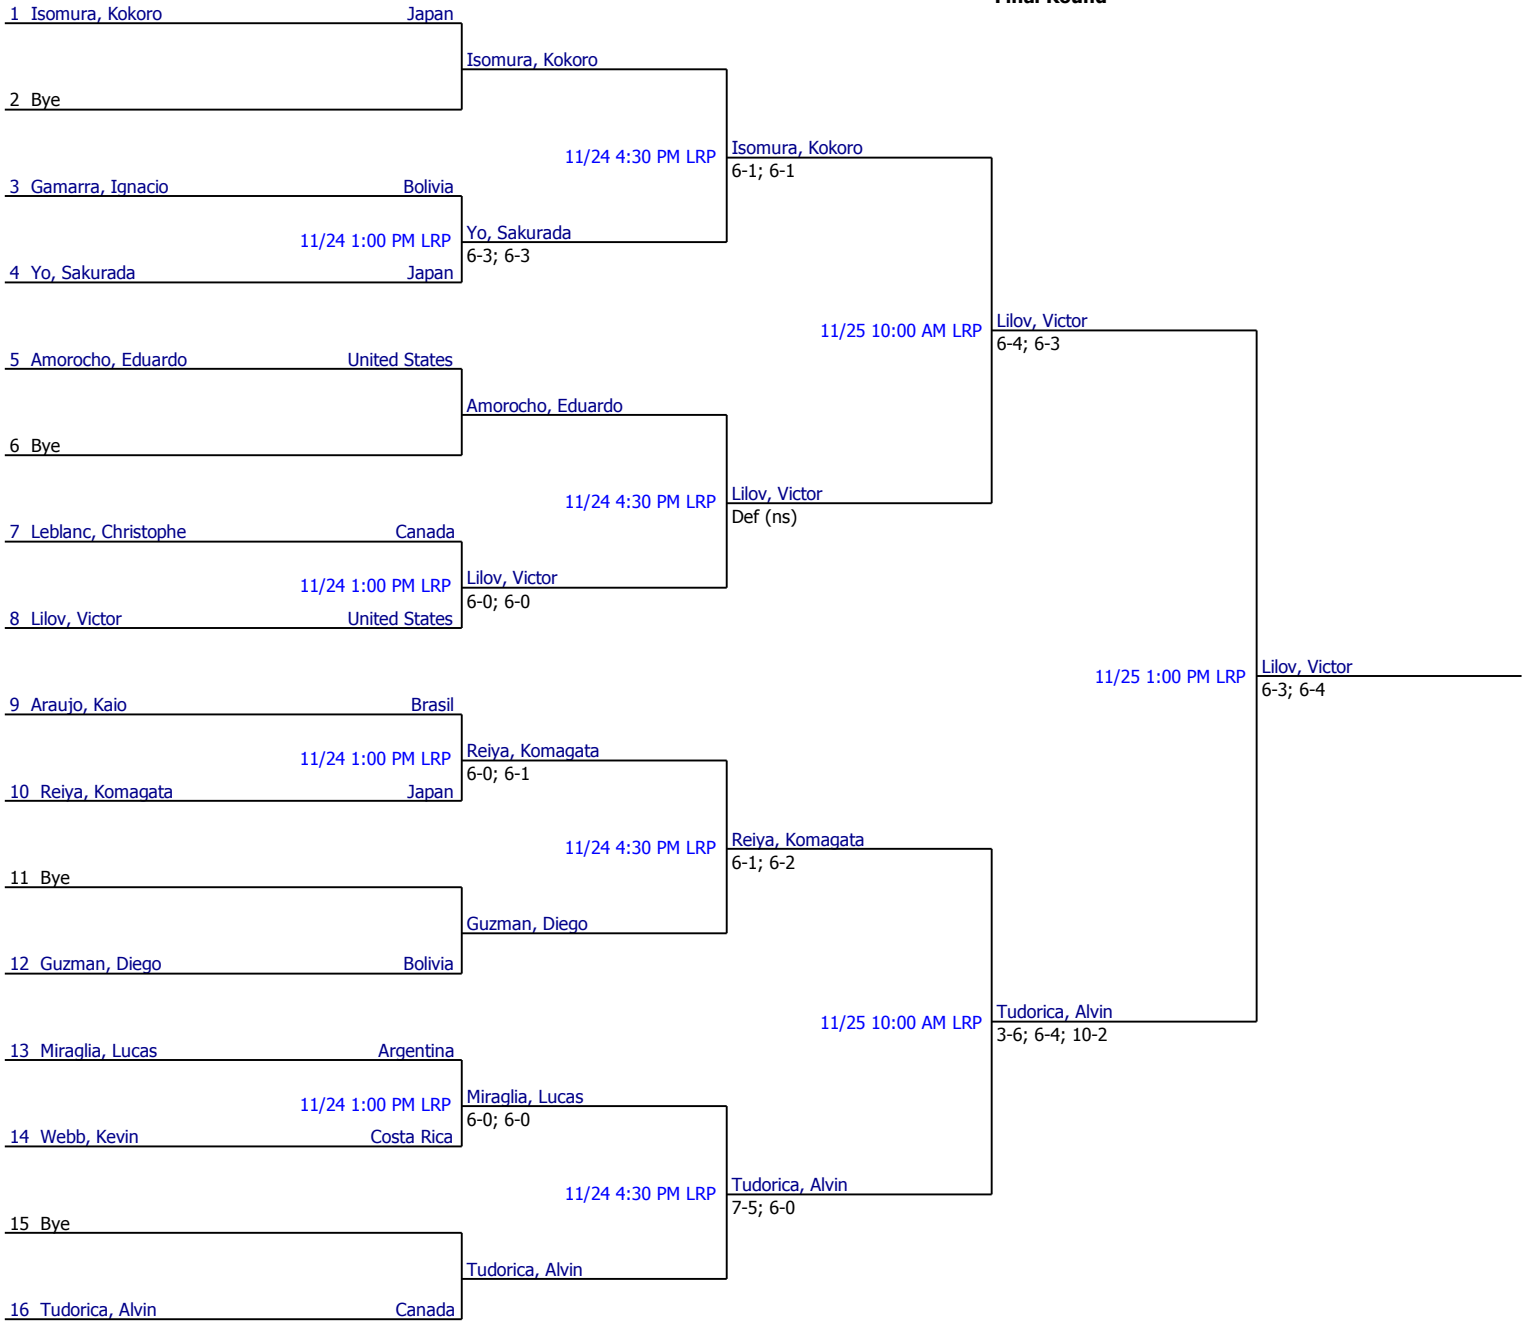 Final Round
1 Isomura, Kokoro Japan
Isomura, Kokoro
2 Bye
11/24 4:30 PM LRP Isomura, Kokoro
6-1; 6-1
3 Gamarra, Ignacio Bolivia
11/24 1:00 PM LRP Yo, Sakurada
6-3; 6-3
4 Yo, Sakurada Japan
11/25 10:00 AM LRP Lilov, Victor
6-4; 6-3
5 Amorocho, Eduardo United States
Amorocho, Eduardo
6 Bye
11/24 4:30 PM LRP Lilov, Victor
Def (ns)
7 Leblanc, Christophe Canada
11/24 1:00 PM LRP Lilov, Victor
6-0; 6-0
8 Lilov, Victor United States
11/25 1:00 PM LRP Lilov, Victor
6-3; 6-4
9 Araujo, Kaio Brasil
11/24 1:00 PM LRP Reiya, Komagata
6-0; 6-1
10 Reiya, Komagata Japan
11/24 4:30 PM LRP Reiya, Komagata
6-1; 6-2
11 Bye
Guzman, Diego
12 Guzman, Diego Bolivia
11/25 10:00 AM LRP Tudorica, Alvin
3-6; 6-4; 10-2
13 Miraglia, Lucas Argentina
11/24 1:00 PM LRP Miraglia, Lucas
6-0; 6-0
14 Webb, Kevin Costa Rica
11/24 4:30 PM LRP Tudorica, Alvin
7-5; 6-0
15 Bye
Tudorica, Alvin
16 Tudorica, Alvin Canada